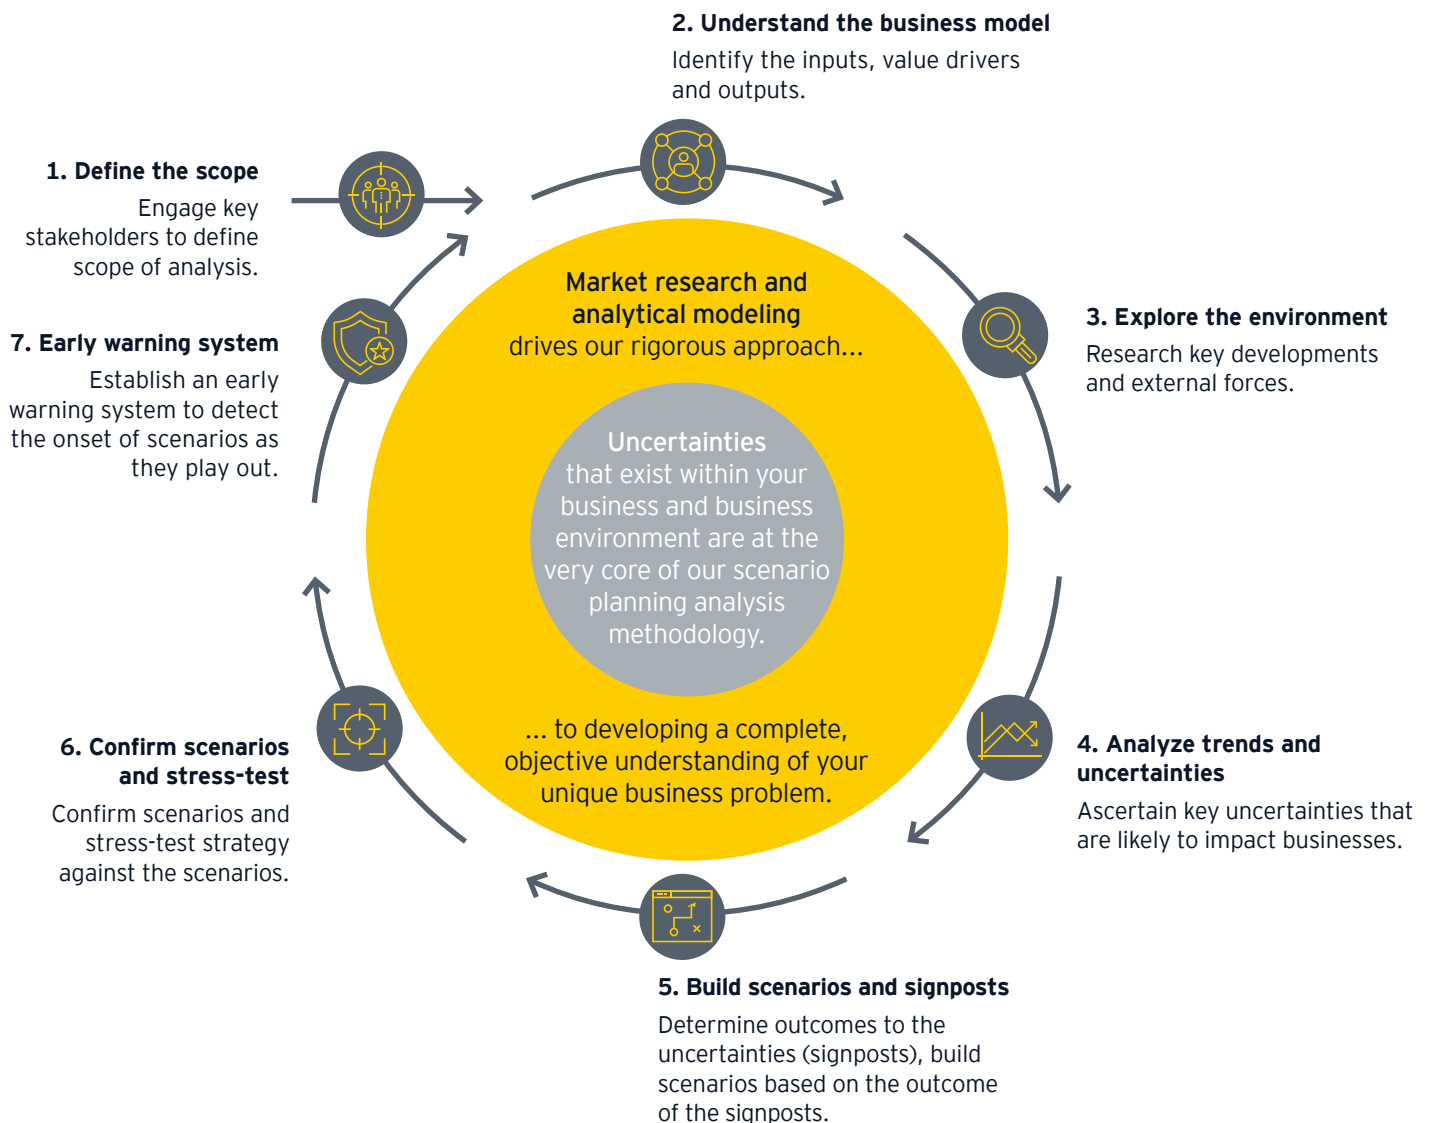 2. Understand the business model
Identify the inputs, value drivers
and outputs.
1. Define the scope
Engage key
stakeholders to define
scope of analysis.
3. Explore the environment
Research key developments
and external forces.
7. Early warning system
Establish an early
warning system to detect
the onset of scenarios as
they play out.
Market research and
analytical modeling
drives our rigorous approach...
Uncertainties
that exist within your
business and business
environment are at the
very core of our scenario
planning analysis
methodology.
... to developing a complete,
objective understanding of your
unique business problem.
4. Analyze trends and
uncertainties
Ascertain key uncertainties that
are likely to impact businesses.
6. Confirm scenarios
and stress-test
Confirm scenarios and
stress-test strategy
against the scenarios.
5. Build scenarios and signposts
Determine outcomes to the
uncertainties (signposts), build
scenarios based on the outcome
of the signposts.